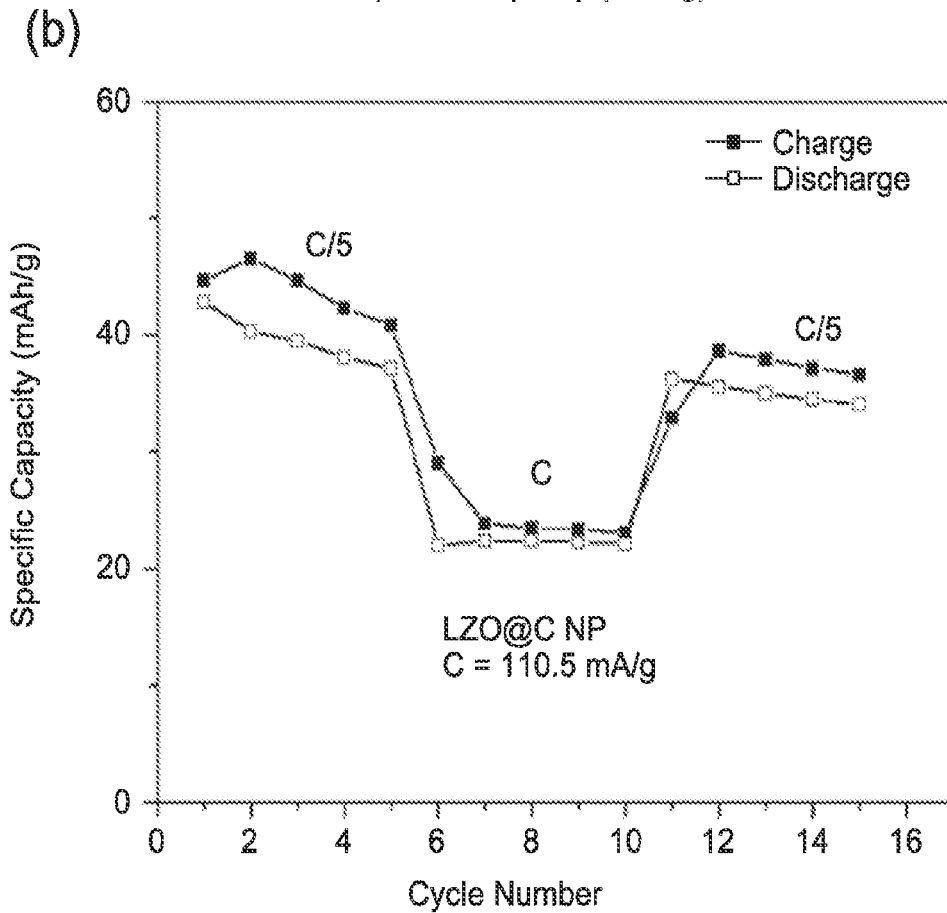 (b)
60
Charge
Discharge
C/5
C/5
40
C
20
LZO@C NP
C = 110.5 mA/g
0
0 2 4 6 8 10 12 14 16
Specific Capacity (mAh/g)
Cycle Number